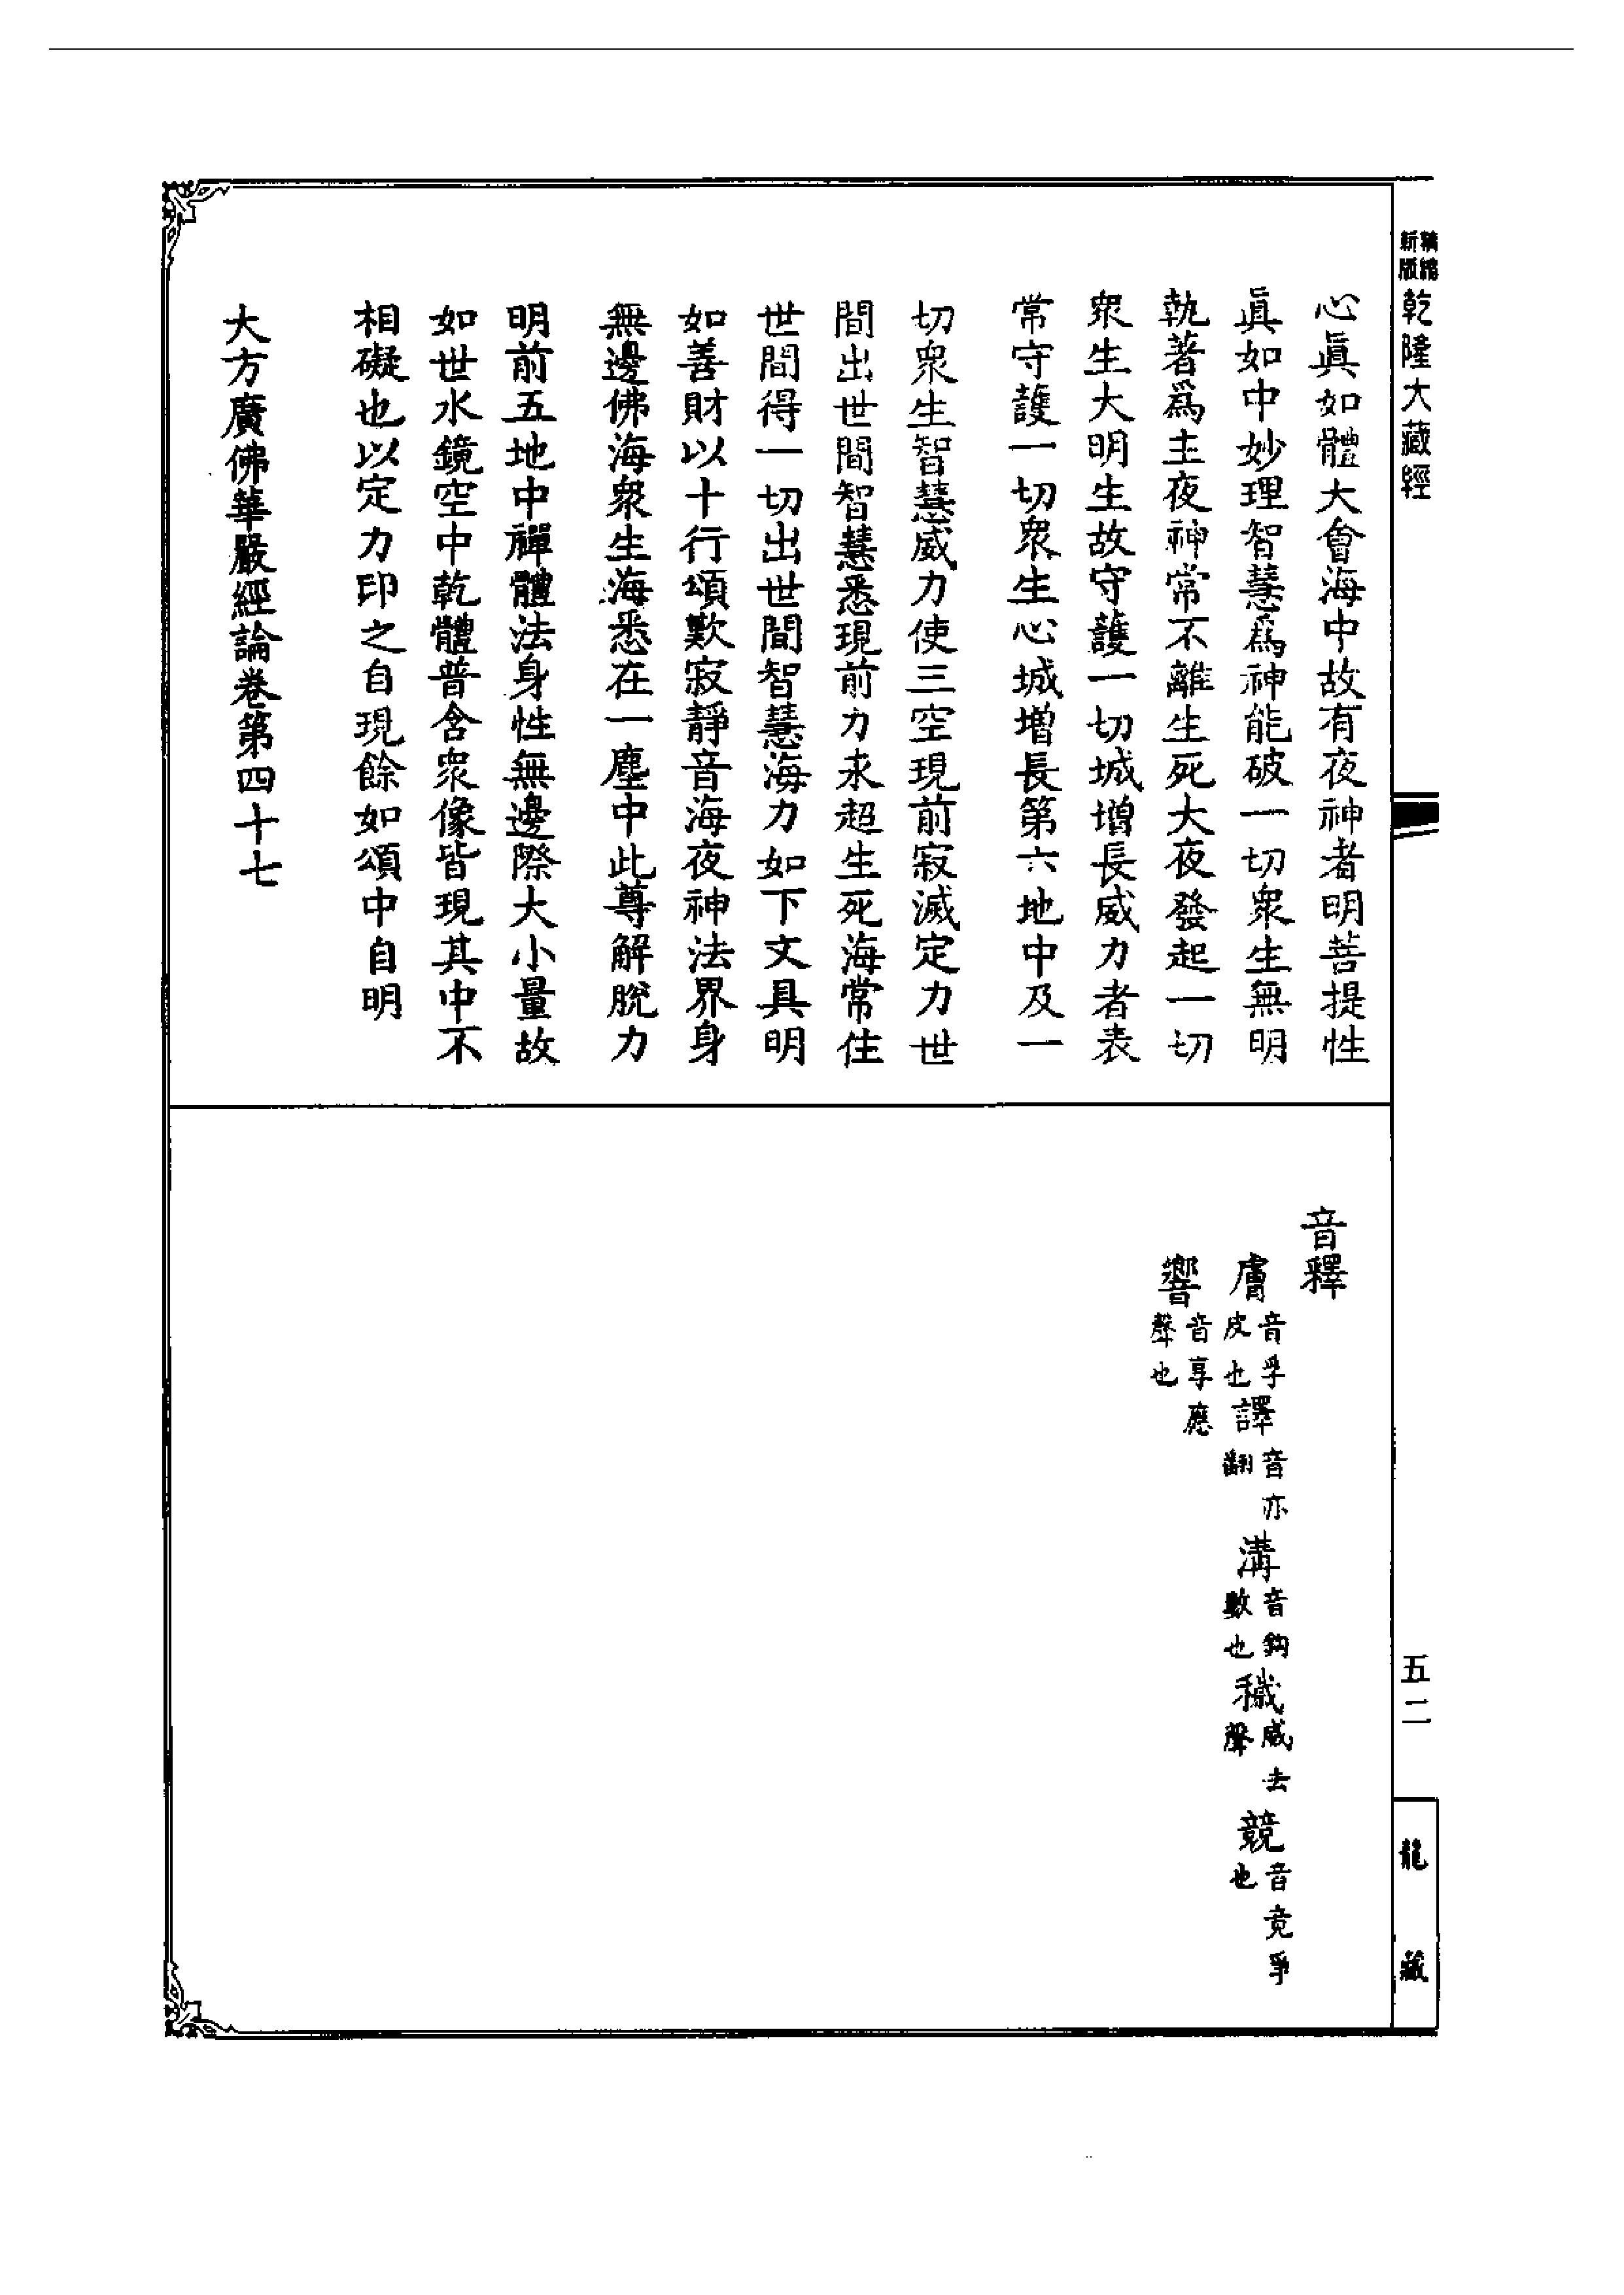 新版精縮乾隆大藏經
五二
龍藏
心眞如體大會海中故有夜神者明菩提性
眞如中妙理智慧爲神能破一切衆生無明
執著爲主夜神常不離生死大夜發起一切
衆生大明生故守護一切城增長威力者表
常守護一切衆生心城增長第六地中及一
切衆生智慧威力使三空現前寂滅定力世
間出世間智慧悉現前力永超生死海常住
世間得一切出世間智慧海力如下文具明
如善財以十行頌歎寂靜音海夜神法界身
無邊佛海衆生海悉在一塵中此尊解脫力
明前五地中禪體法身性無邊際大小量故
如世水鏡空中乾體普含衆像皆現其中不
相礙也以定力印之自現餘如頌中自明
大方廣佛華嚴經論卷第四十七
音釋
膚音孚皮也譯音亦翻溝音鉤數也穢威去聲競音竞爭也
響音享應聲也